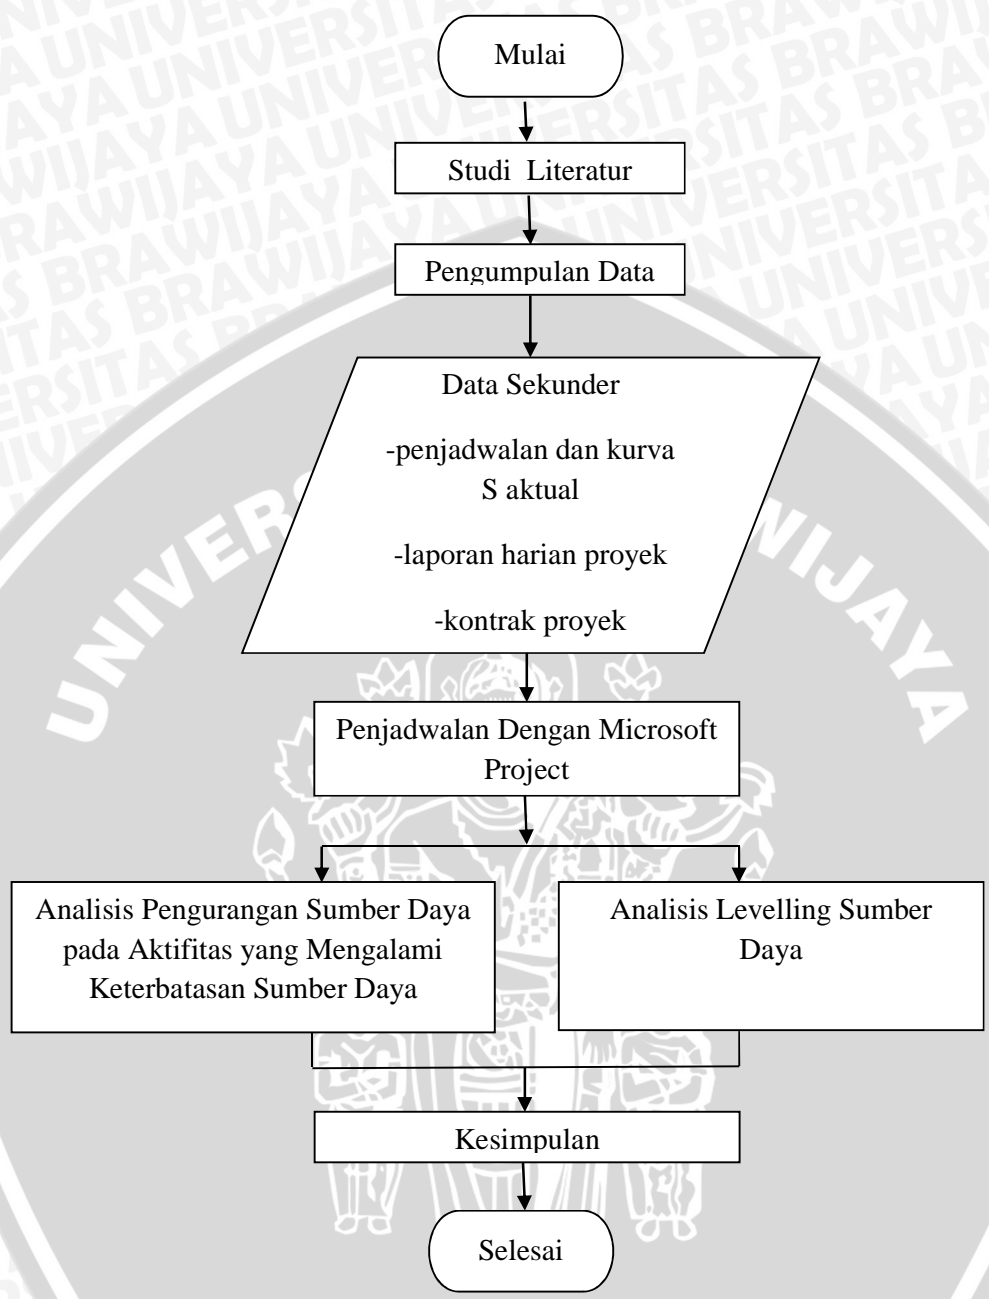 Mulai
Studi Literatur
Pengumpulan Data
Data Sekunder
-penjadwalan dan kurva
S aktual
-laporan harian proyek
-kontrak proyek
Penjadwalan Dengan Microsoft
Project
Analisis Pengurangan Sumber Daya
pada Aktifitas yang Mengalami
Keterbatasan Sumber Daya
Analisis Levelling Sumber
Daya
Kesimpulan
Selesai